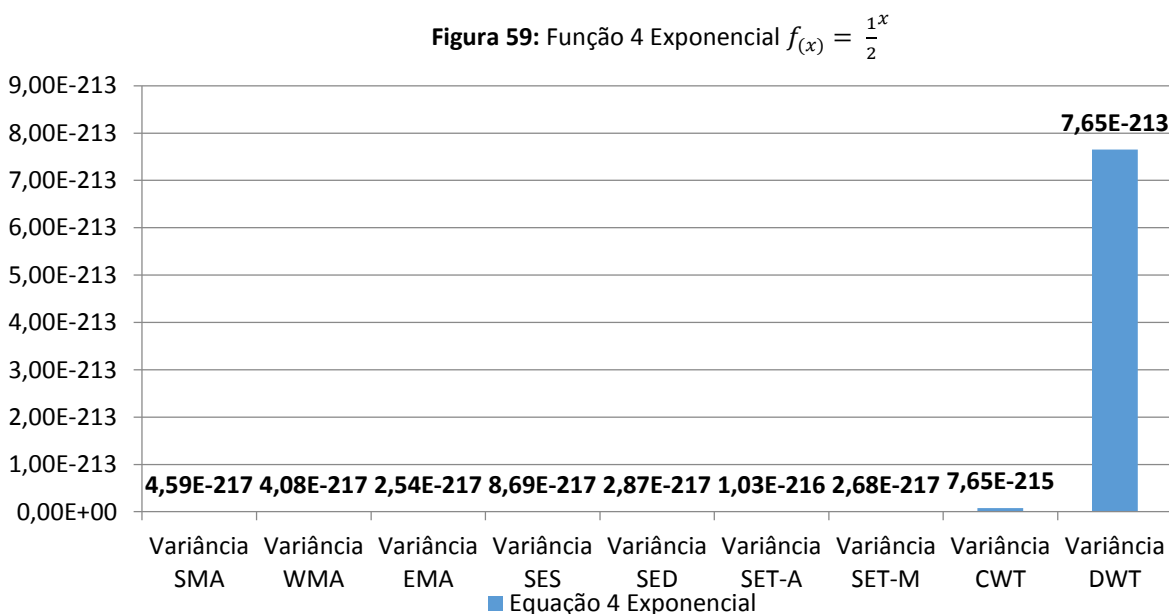 Figura 59: Função 4 Exponencial f(x) = 1/2^x
9,00E-213
8,00E-213
7,00E-213
6,00E-213
5,00E-213
4,00E-213
3,00E-213
2,00E-213
1,00E-213
0,00E+00
4,59E-217 4,08E-217 2,54E-217 8,69E-217 2,87E-217 1,03E-216 2,68E-217 7,65E-215
7,65E-213
Variância Variância Variância Variância Variância Variância Variância Variância Variância
SMA WMA EMA SES SED SET-A SET-M CWT DWT
Equação 4 Exponencial